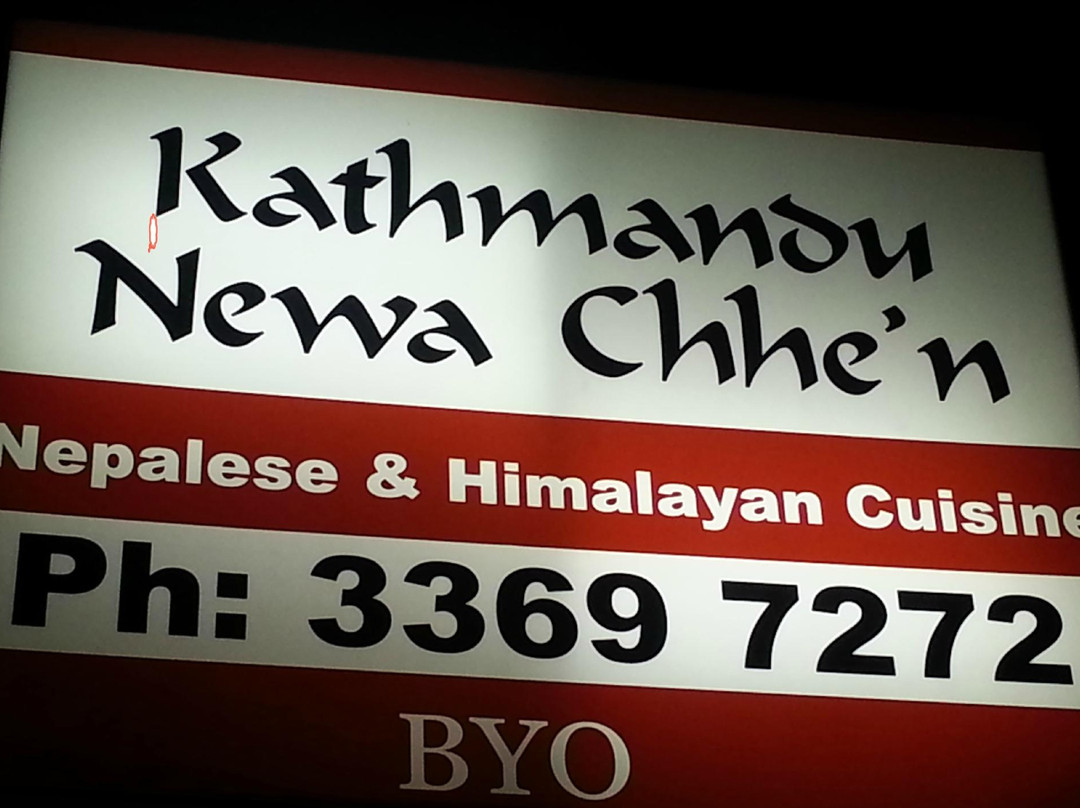 Kathmandu
Newa Chhe'n
Nepalese & Himalayan Cuisine
Ph: 3369 7272
BYO